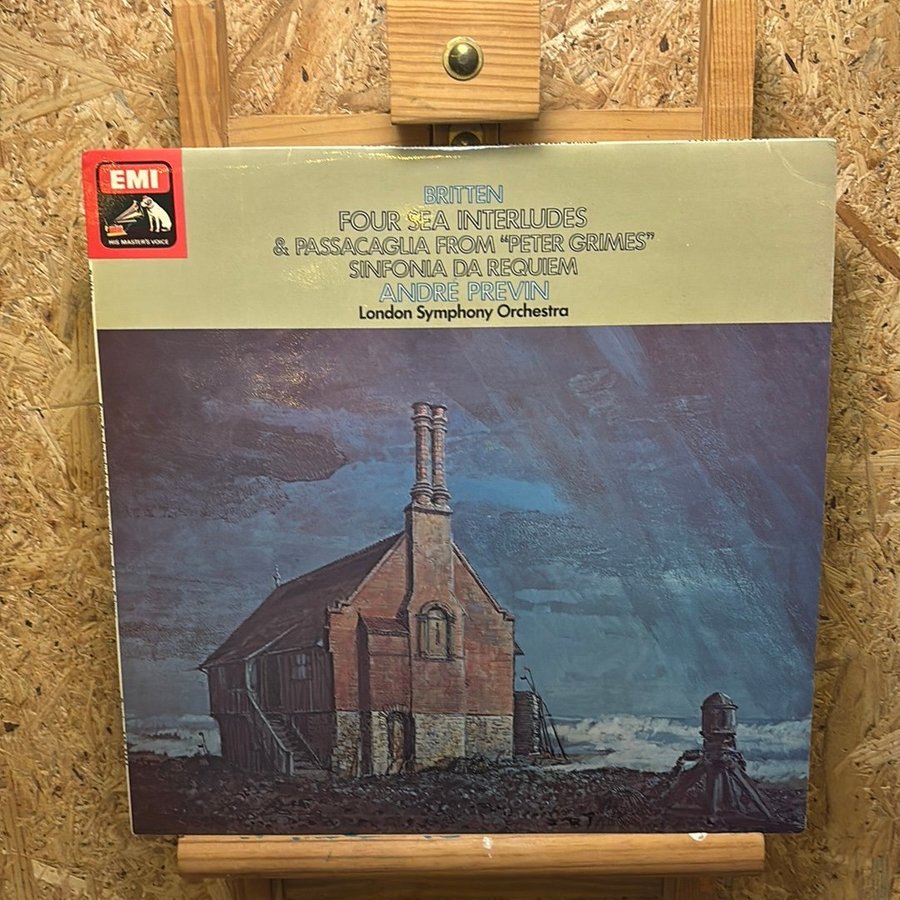 EMI
HIS MASTER'S VOICE
BRITTEN
FOUR SEA INTERLUDES
& PASSACAGLIA FROM “PETER GRIMES”
SINFONIA DA REQUIEM
ANDRE PREVIN
London Symphony Orchestra